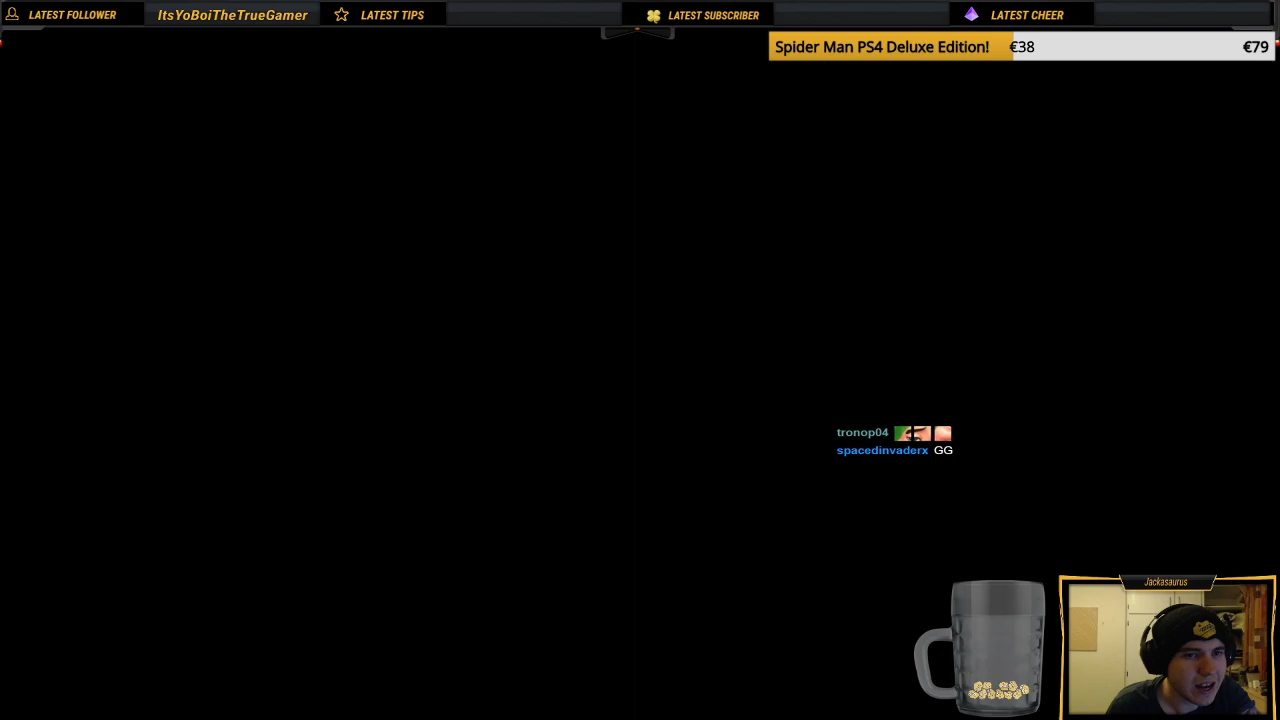 LATEST FOLLOWER ItsYoBoiTheTrueGamer LATEST TIPS LATEST SUBSCRIBER LATEST CHEER
Spider Man PS4 Deluxe Edition! €38 €79
tronop04
spacedinvaderx GG
Jackasaurus